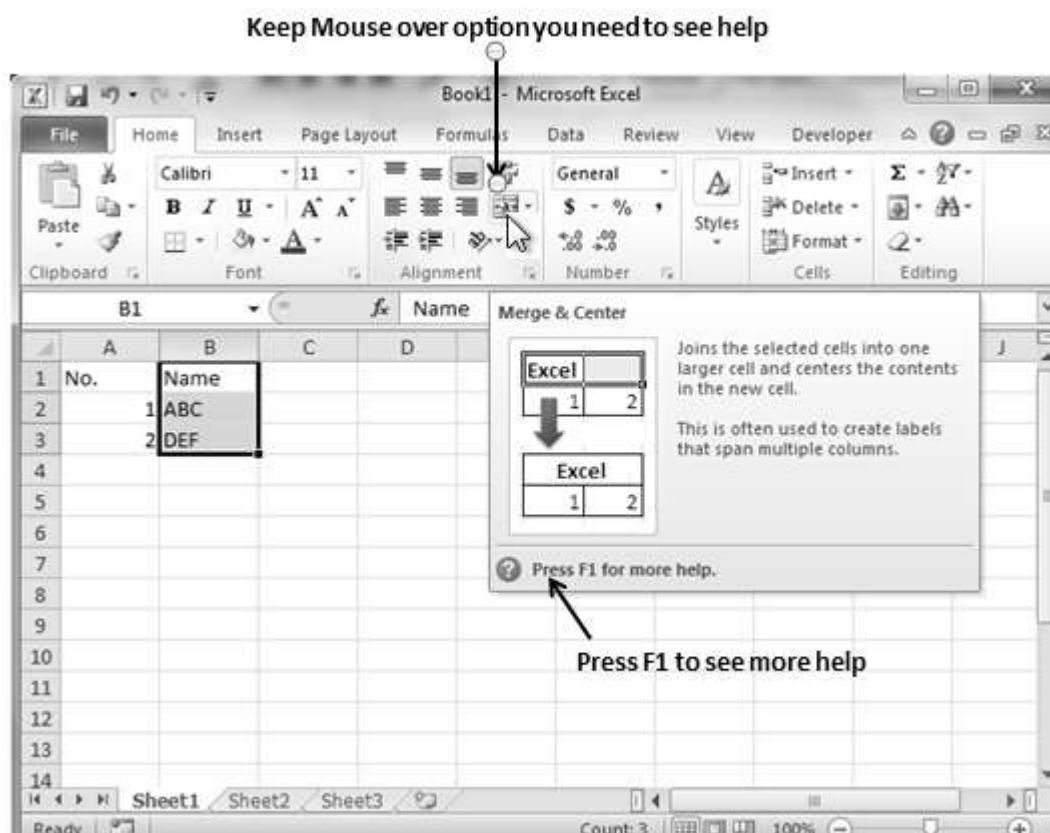 Keep Mouse over option you need to see help
Book1 - Microsoft Excel
File Home Insert Page Layout Formulas Data Review View Developer
Calibri 11 General Insert
Paste B I U A A $ % , Styles Delete
A Format
Clipboard Font Alignment Number Cells Editing
B1 fx Name
Merge & Center
Excel
1 2
Excel
1 2
Joins the selected cells into one
larger cell and centers the contents
in the new cell.
This is often used to create labels
that span multiple columns.
Press F1 for more help.
A B C D J
1 No. Name
2 1 ABC
3 2 DEF
4
5
6
7
8
9
10
11
12
13
14
Press F1 to see more help
Sheet1 Sheet2 Sheet3
Ready Count: 3 100%